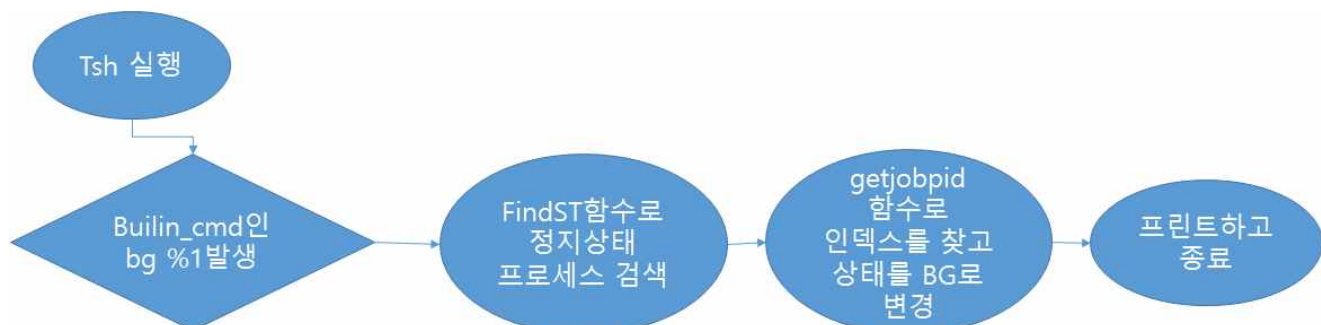 Tsh 실행
Builin_cmd인
bg %1발생
FindST함수로
정지상태
프로세스 검색
getjobpid
함수로
인덱스를 찾고
상태를 BG로
변경
프린트하고
종료